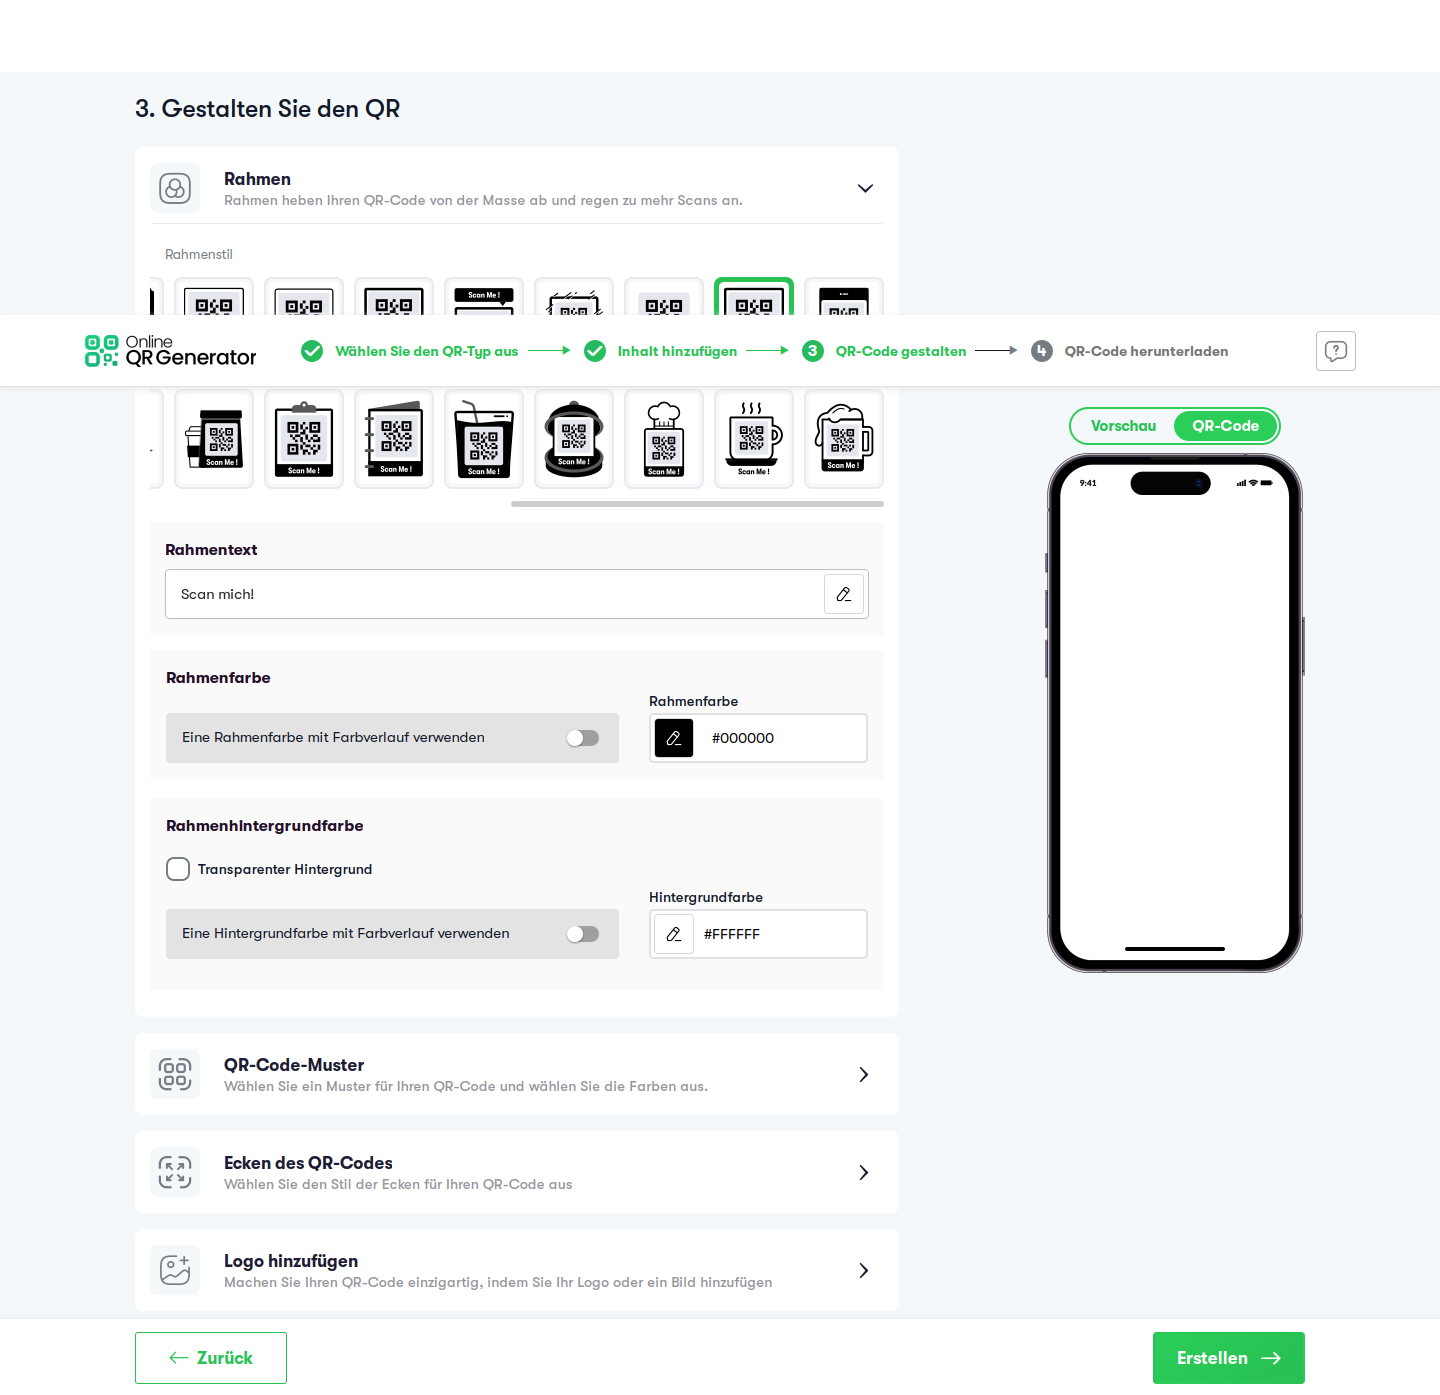 3. Gestalten Sie den QR
Rahmen
Rahmen heben Ihren QR-Code von der Masse ab und regen zu mehr Scans an.
Rahmenstil
Scan Me !
Online
QR Generator
Wählen Sie den QR-Typ aus
Inhalt hinzufügen
3 QR-Code gestalten
4 QR-Code herunterladen
Scan Me !
Scan Me !
Scan Me !
Scan Me !
Scan Me !
Scan Me !
Scan Me !
Scan Me !
Vorschau
QR-Code
9:41
Rahmentext
Scan mich!
Rahmenfarbe
Rahmenfarbe
Eine Rahmenfarbe mit Farbverlauf verwenden
#000000
Rahmenhintergrundfarbe
Transparenter Hintergrund
Hintergrundfarbe
Eine Hintergrundfarbe mit Farbverlauf verwenden
#FFFFFF
QR-Code-Muster
Wählen Sie ein Muster für Ihren QR-Code und wählen Sie die Farben aus.
Ecken des QR-Codes
Wählen Sie den Stil der Ecken für Ihren QR-Code aus
Logo hinzufügen
Machen Sie Ihren QR-Code einzigartig, indem Sie Ihr Logo oder ein Bild hinzufügen
Zurück
Erstellen